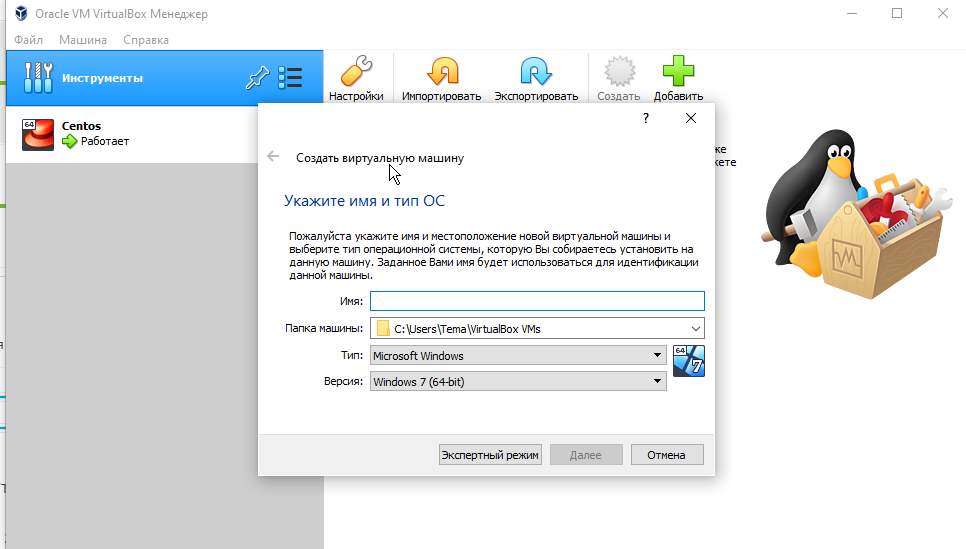 Oracle VM VirtualBox Менеджер
Файл Машина Справка
Инструменты
Настройки Импортировать Экспортировать Создать Добавить
64 Centos
Работает
?
Создать виртуальную машину
же
жете
Укажите имя и тип ОС
Пожалуйста укажите имя и местоположение новой виртуальной машины и
выберите тип операционной системы, которую Вы собираетесь установить на
данную машину. Заданное Вами имя будет использоваться для идентификации
данной машины.
Имя:
Папка машины: C:\Users\Tema\VirtualBox VMs
Тип: Microsoft Windows
64
7
Версия: Windows 7 (64-bit)
Экспертный режим Далее Отмена